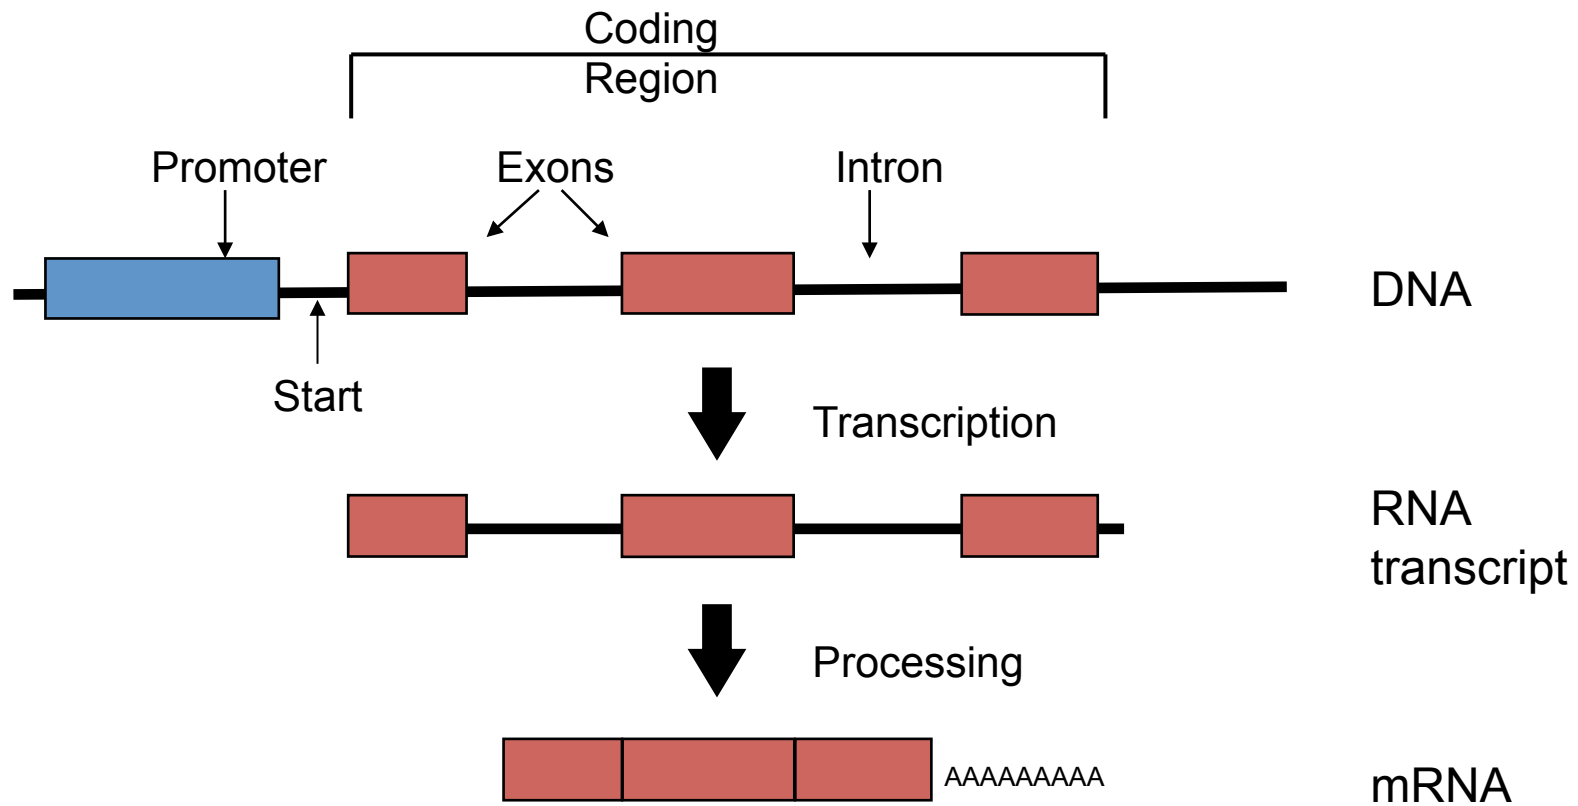 Coding
Region
Promoter
Exons
Intron
DNA
Start
Transcription
RNA
transcript
Processing
AAAAAAAAA
mRNA